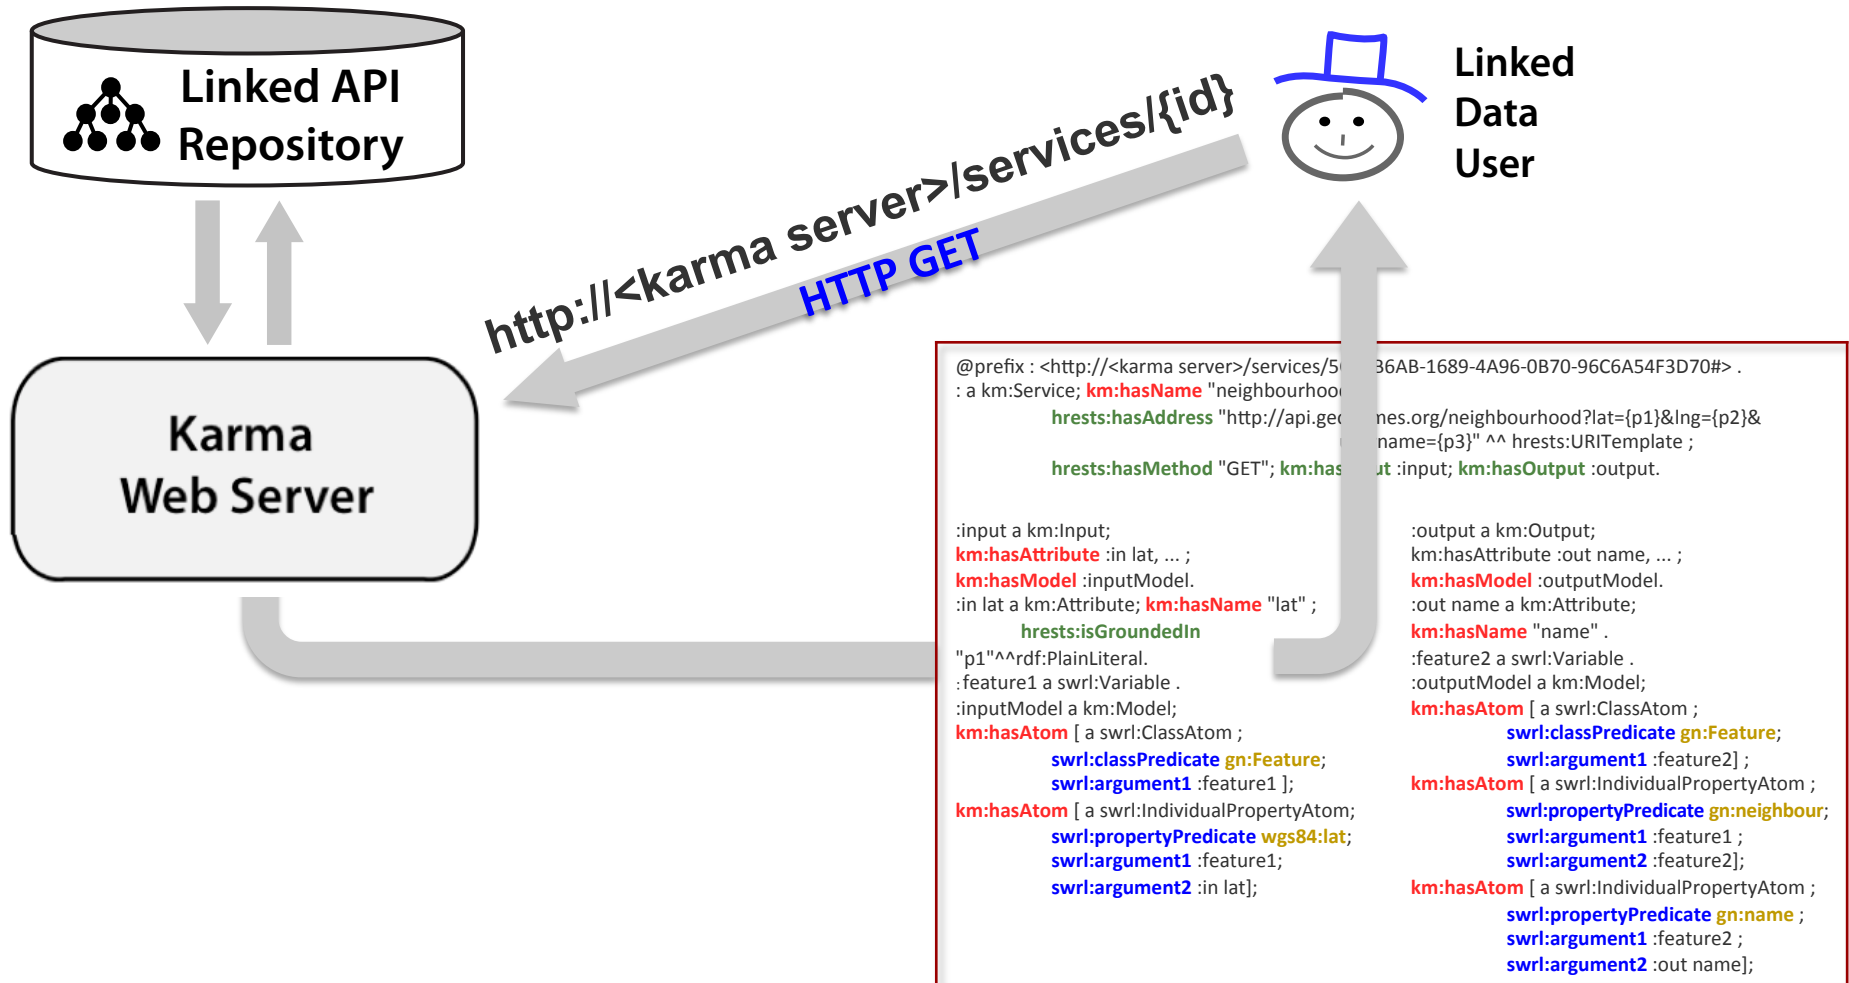 Linked API
Repository
Linked
Data
User
http://<karma server>/services/{id}
HTTP GET
Karma
Web Server
@prefix : <http://<karma server>/services/5 36AB-1689-4A96-0B70-96C6A54F3D70#> .
: a km:Service; km:hasName "neighbourhood
hrests:hasAddress "http://api.geo mes.org/neighbourhood?lat={p1}&lng={p2}&
name={p3}" ^^ hrests:URITemplate ;
hrests:hasMethod "GET"; km:has ut :input; km:hasOutput :output.
:input a km:Input;
km:hasAttribute :in lat, ... ;
km:hasModel :inputModel.
:in lat a km:Attribute; km:hasName "lat" ;
hrests:isGroundedIn
"p1"^^rdf:PlainLiteral.
:feature1 a swrl:Variable .
:inputModel a km:Model;
km:hasAtom [ a swrl:ClassAtom ;
swrl:classPredicate gn:Feature;
swrl:argument1 :feature1 ];
km:hasAtom [ a swrl:IndividualPropertyAtom;
swrl:propertyPredicate wgs84:lat;
swrl:argument1 :feature1;
swrl:argument2 :in lat];
:output a km:Output;
km:hasAttribute :out name, ... ;
km:hasModel :outputModel.
:out name a km:Attribute;
km:hasName "name" .
:feature2 a swrl:Variable .
:outputModel a km:Model;
km:hasAtom [ a swrl:ClassAtom ;
swrl:classPredicate gn:Feature;
swrl:argument1 :feature2] ;
km:hasAtom [ a swrl:IndividualPropertyAtom ;
swrl:propertyPredicate gn:neighbour;
swrl:argument1 :feature1 ;
swrl:argument2 :feature2];
km:hasAtom [ a swrl:IndividualPropertyAtom ;
swrl:propertyPredicate gn:name ;
swrl:argument1 :feature2 ;
swrl:argument2 :out name];